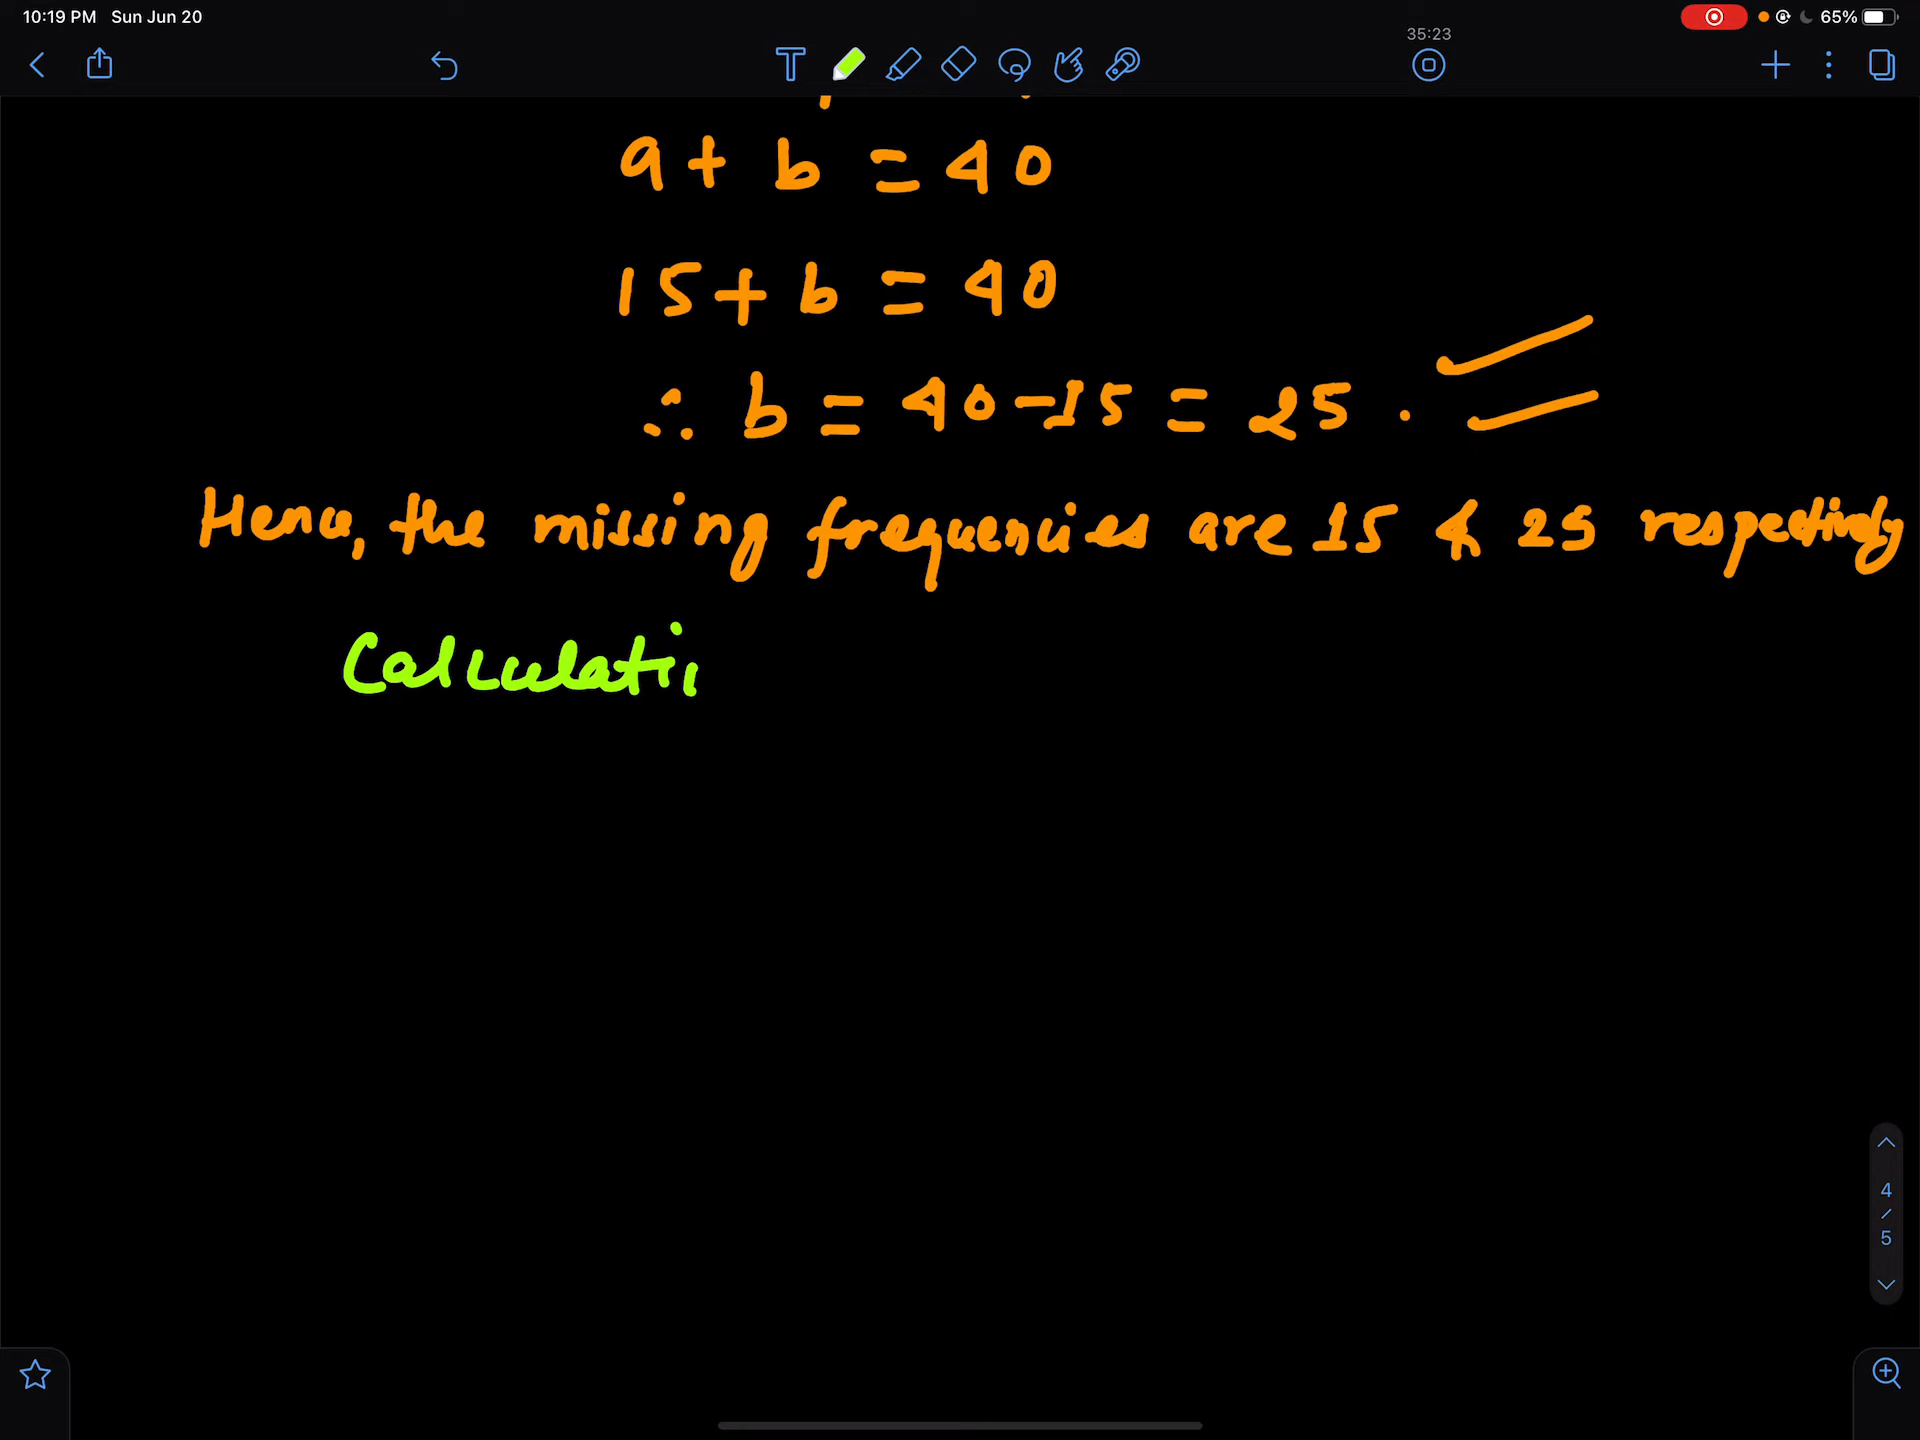 10:19 PM Sun Jun 20
65%
35:23
a + b = 40
15 + b = 40
∴ b = 40 - 15 = 25 .
Hence, the missing frequencies are 15 & 25 respectively
Calculati
4
/
5